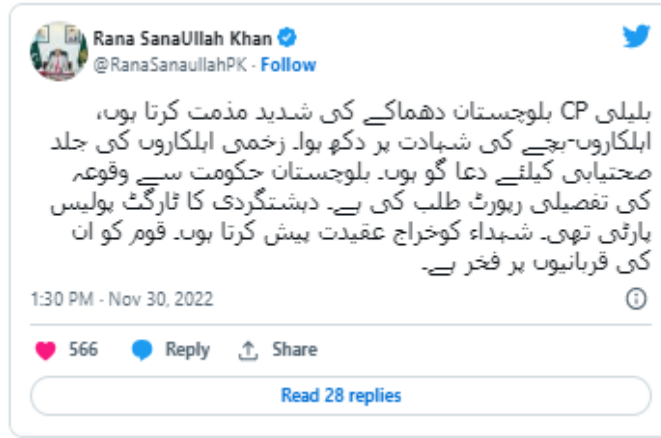 Rana SanaUllah Khan
@RanaSanaullahPK · Follow
بلیلی CP بلوچستان دھماکے کی شدید مذمت کرتا ہوں،
اہلکاروں-بچے کی شہادت پر دکھ ہوا۔ زخمی اہلکاروں کی جلد
صحتیابی کیلئے دعا گو ہوں۔ بلوچستان حکومت سے وقوعہ
کی تفصیلی رپورٹ طلب کی ہے۔ دہشتگردی کا ٹارگٹ پولیس
پارٹی تھی۔ شہداء کوخراج عقیدت پیش کرتا ہوں۔ قوم کو ان
کی قربانیوں پر فخر ہے۔
1:30 PM · Nov 30, 2022
566 Reply Share
Read 28 replies